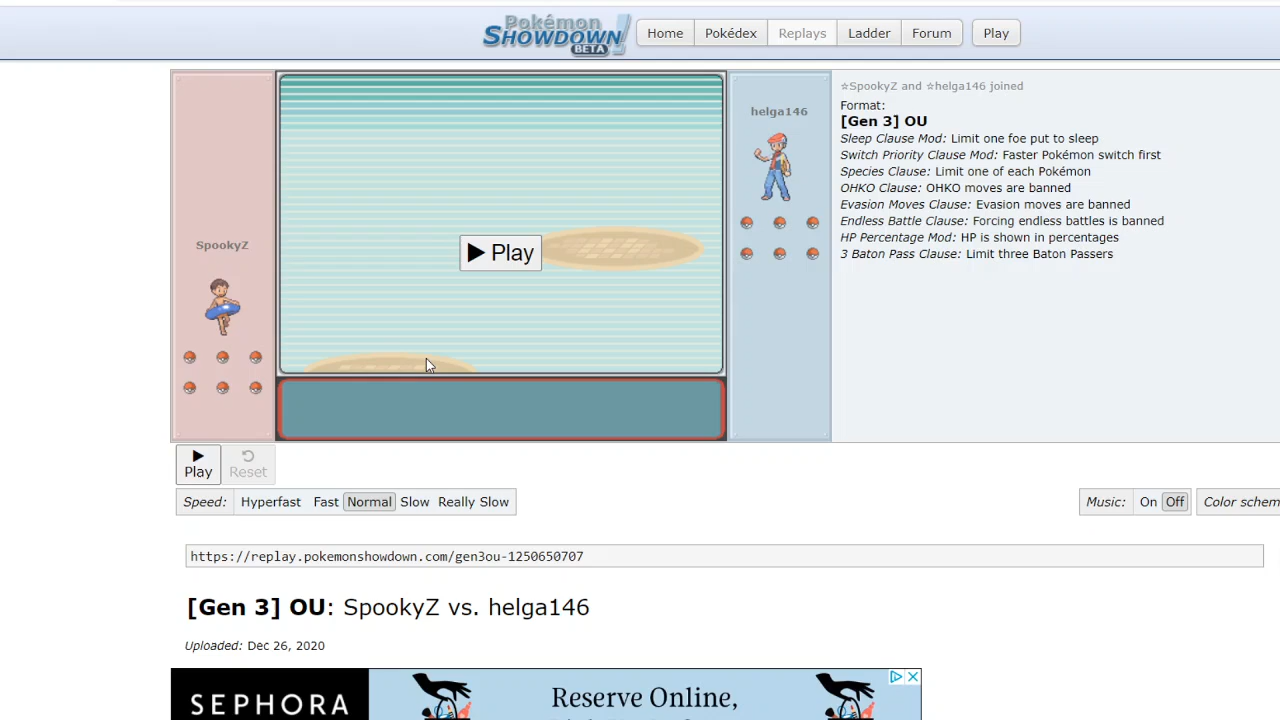 Pokémon
SHOWDOWN!
BETA
Home
Pokédex
Replays
Ladder
Forum
Play
SpookyZ
Play
helga146
☆SpookyZ and ☆helga146 joined
Format:
[Gen 3] OU
Sleep Clause Mod: Limit one foe put to sleep
Switch Priority Clause Mod: Faster Pokémon switch first
Species Clause: Limit one of each Pokémon
OHKO Clause: OHKO moves are banned
Evasion Moves Clause: Evasion moves are banned
Endless Battle Clause: Forcing endless battles is banned
HP Percentage Mod: HP is shown in percentages
3 Baton Pass Clause: Limit three Baton Passers
Play
Reset
Speed: Hyperfast Fast Normal Slow Really Slow
Music: On Off
Color schem
https://replay.pokemonshowdown.com/gen3ou-1250650707
[Gen 3] OU: SpookyZ vs. helga146
Uploaded: Dec 26, 2020
SEPHORA
Reserve Online,